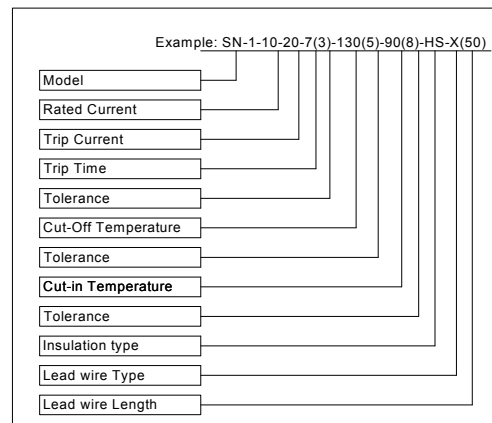 Example: SN-1-10-20-7(3)-130(5)-90(8)-HS-X(50)
Model
Rated Current
Trip Current
Trip Time
Tolerance
Cut-Off Temperature
Tolerance
Cut-in Temperature
Tolerance
Insulation type
Lead wire Type
Lead wire Length